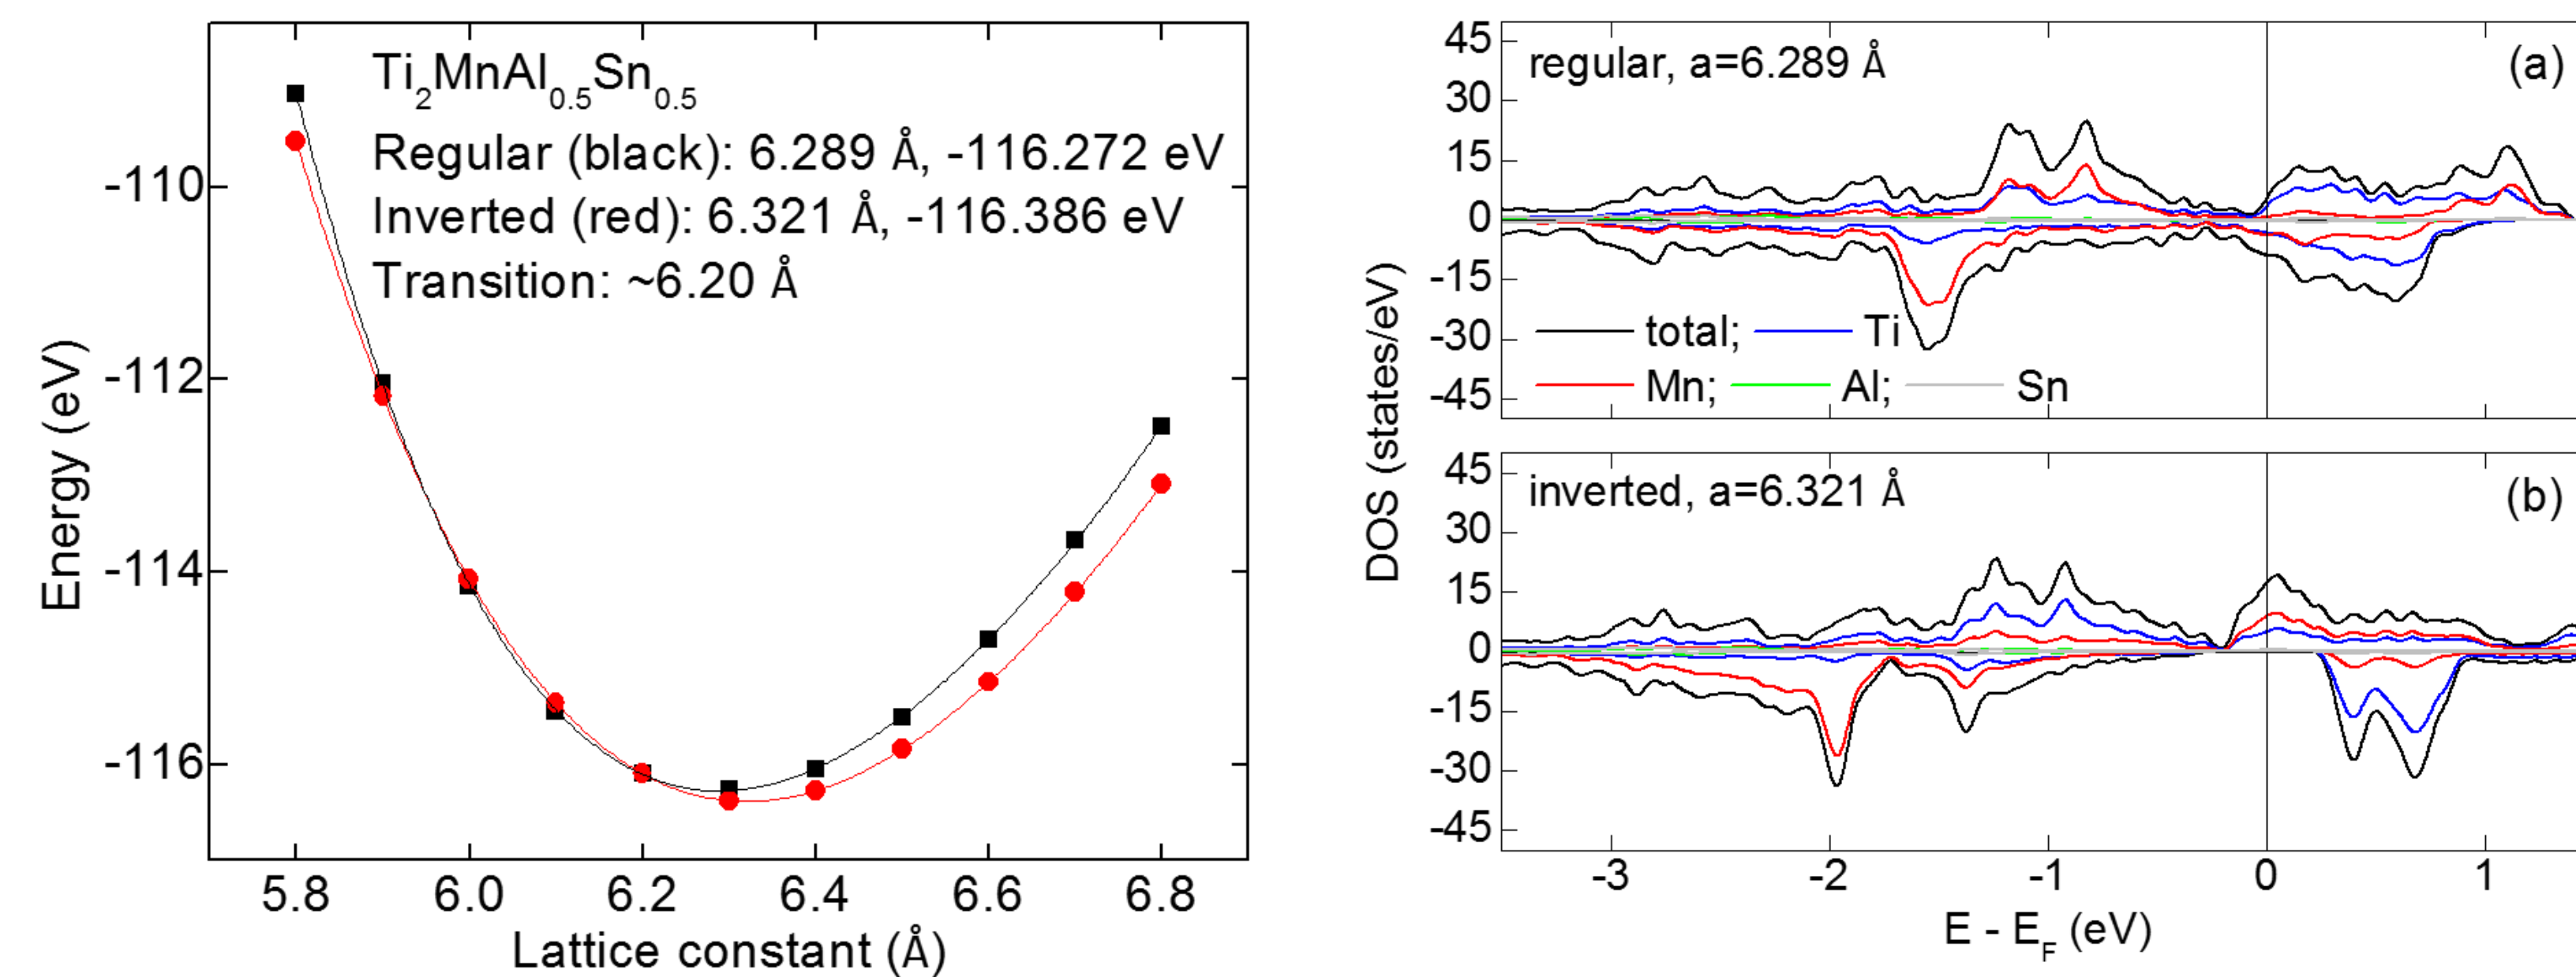 Ti2MnAl0.5Sn0.5
Regular (black): 6.289 Å, -116.272 eV
Inverted (red): 6.321 Å, -116.386 eV
Transition: ~6.20 Å
Energy (eV)
-110
-112
-114
-116
5.8 6.0 6.2 6.4 6.6 6.8
Lattice constant (Å)
DOS (states/eV)
regular, a=6.289 Å (a)
45
30
15
0
0
-15
-30
-45
total; Ti
Mn; Al; Sn
inverted, a=6.321 Å (b)
45
30
15
0
0
-15
-30
-45
-3 -2 -1 0 1
E - EF (eV)